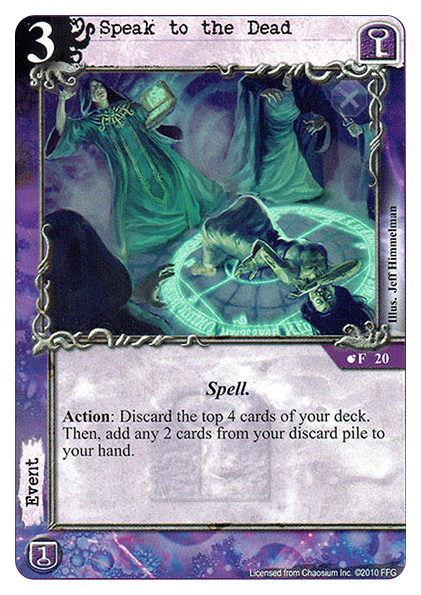 3
Speak to the Dead
Illus. Jeff Himmelman
F 20
Spell.
Action: Discard the top 4 cards of your deck.
Then, add any 2 cards from your discard pile to
your hand.
Event
1
Licensed from Chaosium Inc. ©2010 FFG